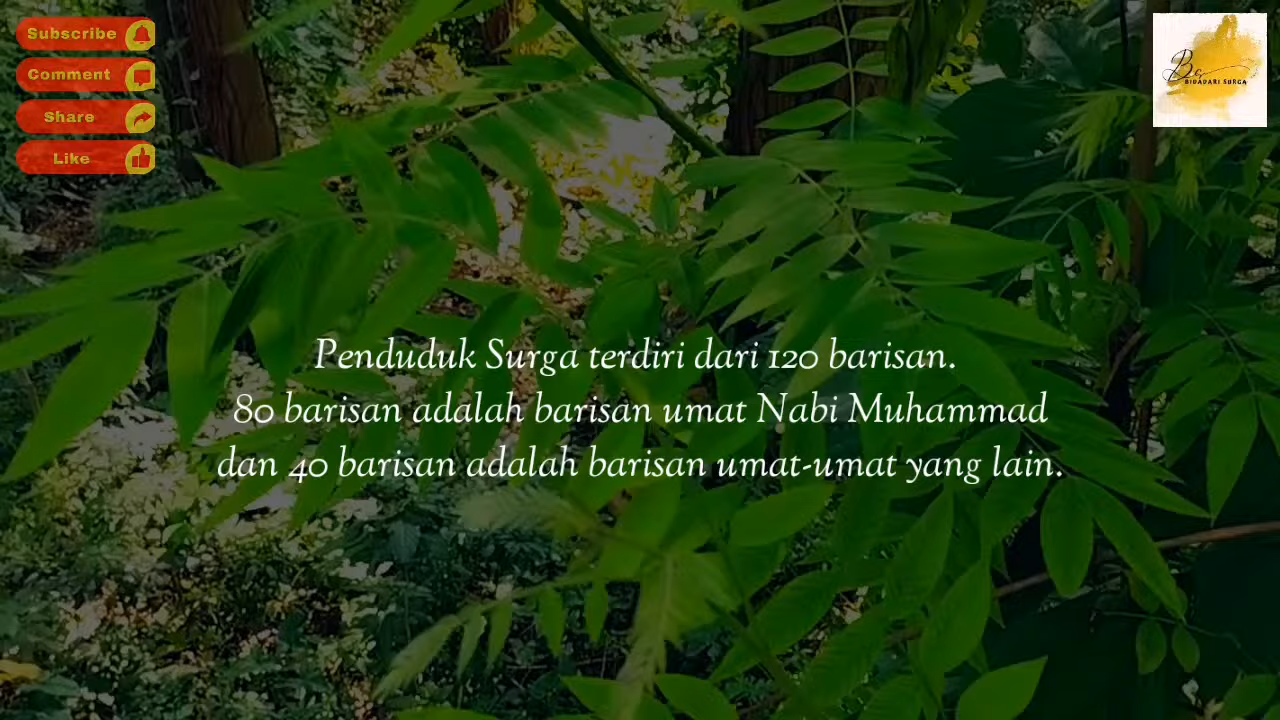 Subscribe
Comment
Share
Like
Be
BIDADARI SURGA
Penduduk Surga terdiri dari 120 barisan.
80 barisan adalah barisan umat Nabi Muhammad
dan 40 barisan adalah barisan umat-umat yang lain.